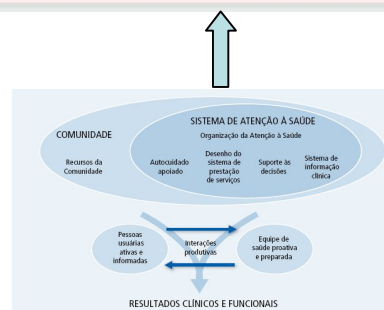 SISTEMA DE ATENÇÃO À SAÚDE
COMUNIDADE
Organização da Atenção à Saúde
Recursos da
Comunidade
Autocuidado
apoiado
Desenho do
sistema de
prestação
de serviços
Suporte às
decisões
Sistema de
informação
clínica
Pessoas
usuárias
ativas e
informadas
Interações
produtivas
Equipe de
saúde proativa
e preparada
RESULTADOS CLÍNICOS E FUNCIONAIS